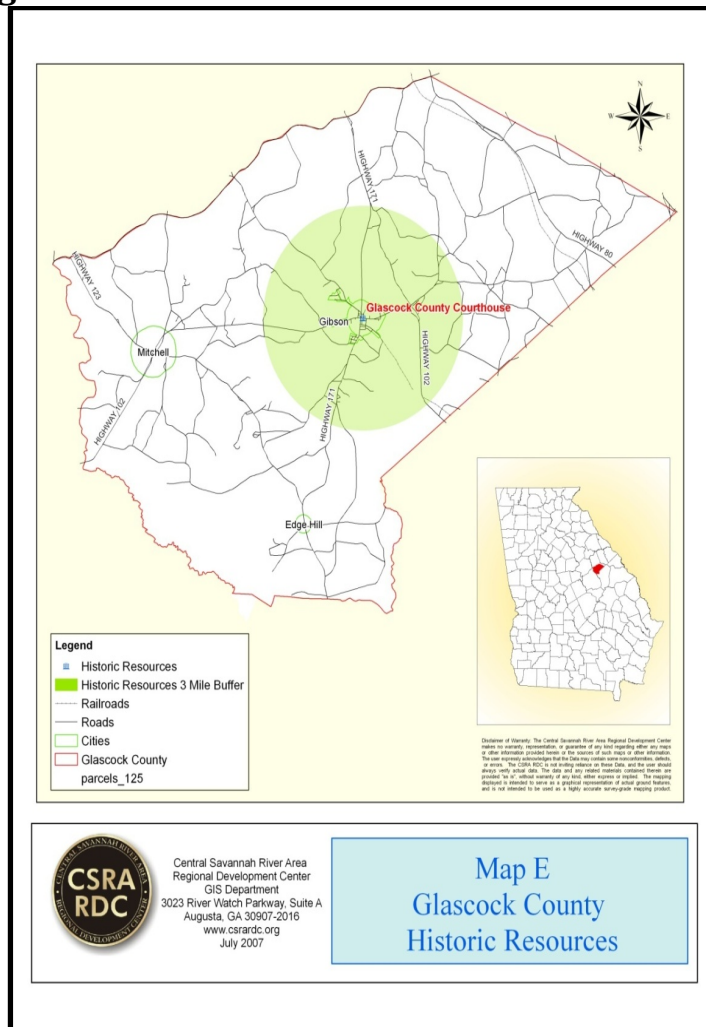 g
N
W
E
S
HIGHWAY 171
HIGHWAY 80
HIGHWAY 123
Glascock County Courthouse
Gibson
Mitchell
HIGHWAY 102
HIGHWAY 102
HIGHWAY 171
Edge Hill
Legend
Historic Resources
Historic Resources 3 Mile Buffer
Railroads
Roads
Cities
Glascock County
parcels_125
Disclaimer of Warranty: The Central Savannah River Area Regional Development Center
makes no warranty, representation, or guarantee of any kind regarding either any maps
or other information provided herein or the sources of such maps or other information.
The user expressly acknowledges that the Data may contain some nonconformities, defects,
or errors. The CSRA RDC is not inviting reliance on these Data, and the user should
always verify actual data. The data and any related materials contained therein are
provided "as is", without warranty of any kind, either express or implied. The mapping
displayed is intended to serve as a graphical representation of actual ground features,
and is not intended to be used as a highly accurate survey-grade mapping product.
CENTRAL SAVANNAH RIVER AREA
CSRA
RDC
REGIONAL DEVELOPMENT CENTER
Central Savannah River Area
Regional Development Center
GIS Department
3023 River Watch Parkway, Suite A
Augusta, GA 30907-2016
www.csrardc.org
July 2007
Map E
Glascock County
Historic Resources